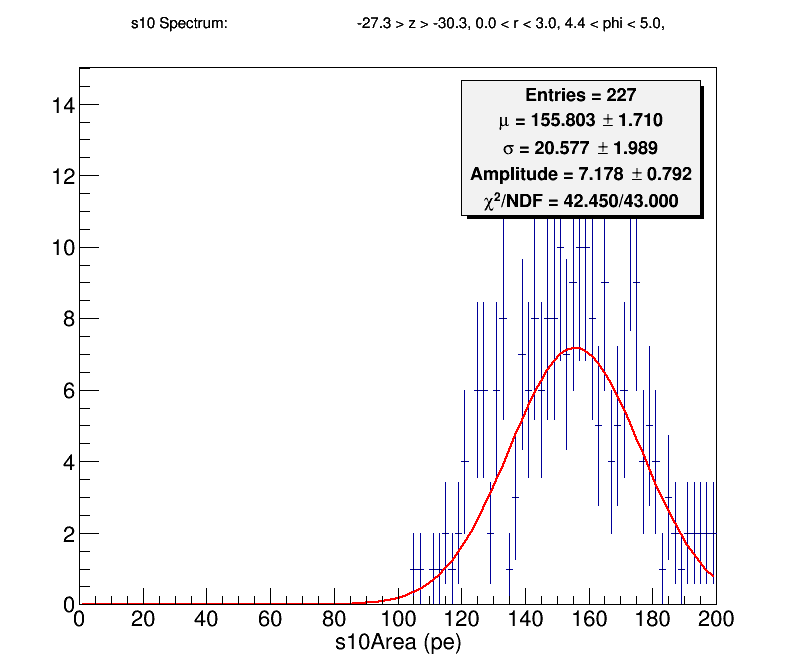 s10 Spectrum: -27.3 > z > -30.3, 0.0 < r < 3.0, 4.4 < phi < 5.0,
Entries = 227
μ = 155.803 ± 1.710
σ = 20.577 ± 1.989
Amplitude = 7.178 ± 0.792
χ²/NDF = 42.450/43.000
14
12
10
8
6
4
2
0
0 20 40 60 80 100 120 140 160 180 200
s10Area (pe)